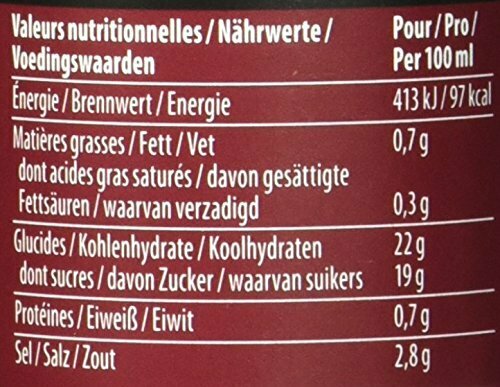 Valeurs nutritionnelles / Nährwerte / Pour / Pro /
Voedingswaarden Per 100 ml
Énergie / Brennwert / Energie 413 kJ / 97 kcal
Matières grasses / Fett / Vet 0,7 g
dont acides gras saturés / davon gesättigte
Fettsäuren / waarvan verzadigd 0,3 g
Glucides / Kohlenhydrate / Koolhydraten 22 g
dont sucres / davon Zucker / waarvan suikers 19 g
Protéines / Eiweiß / Eiwit 0,7 g
Sel / Salz / Zout 2,8 g